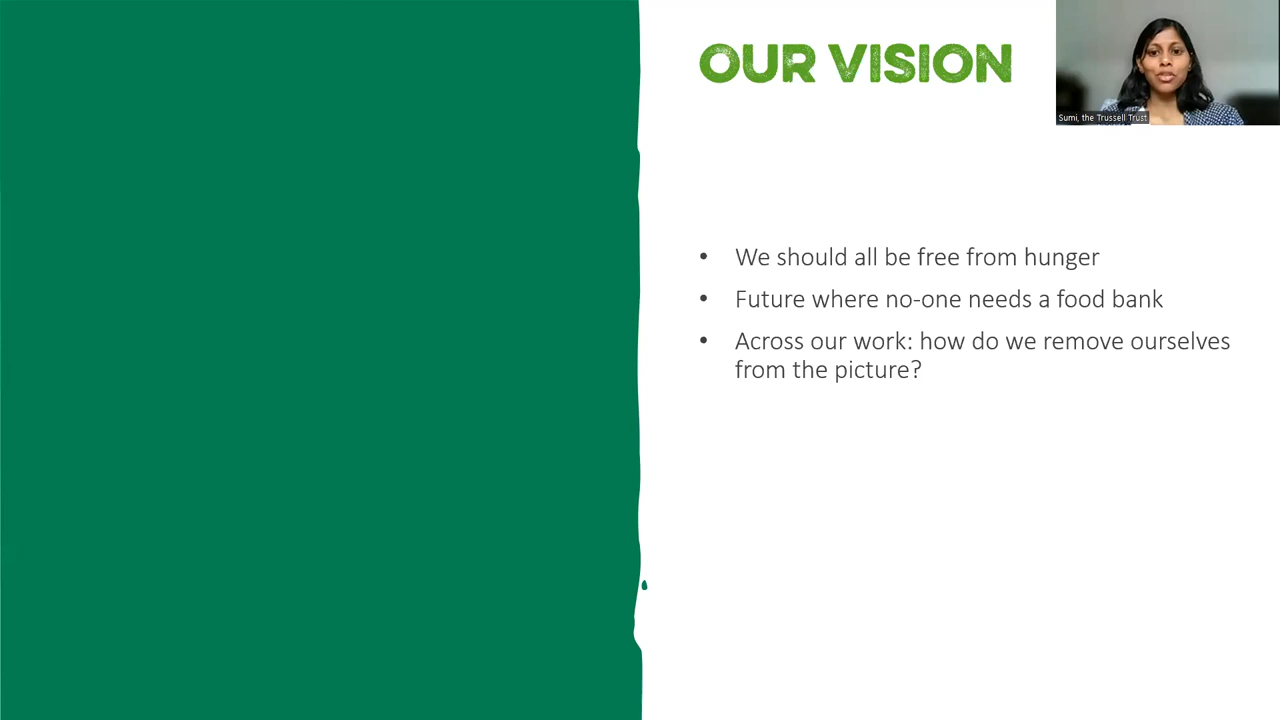 OUR VISION
Sumi, the Trussell Trust
• We should all be free from hunger
• Future where no-one needs a food bank
• Across our work: how do we remove ourselves
from the picture?